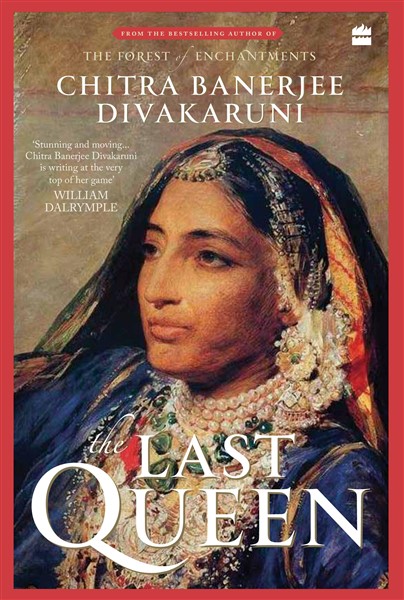 FROM THE BESTSELLING AUTHOR OF
THE FOREST of ENCHANTMENTS
CHITRA BANERJEE
DIVAKARUNI
'Stunning and moving...
Chitra Banerjee Divakaruni
is writing at the very
top of her game'
WILLIAM
DALRYMPLE
the
LAST
QUEEN